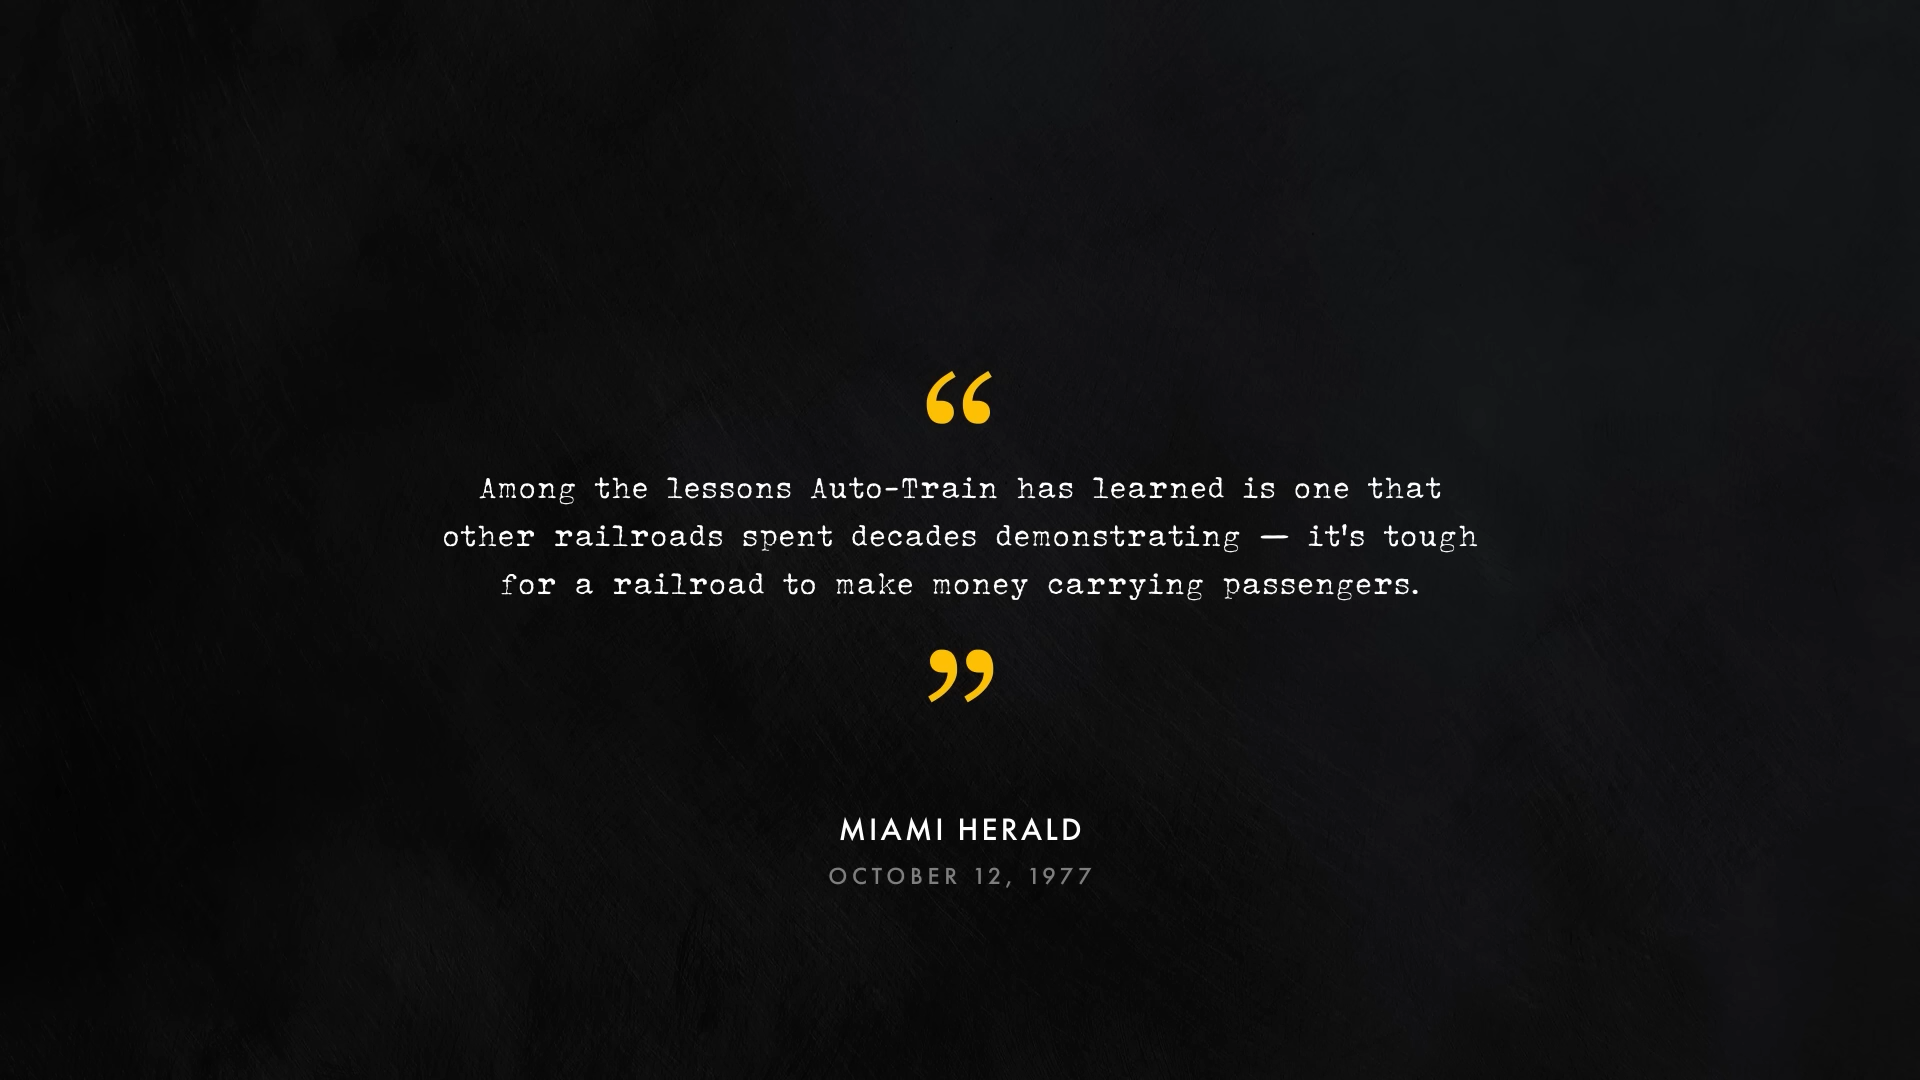 “
Among the lessons Auto-Train has learned is one that
other railroads spent decades demonstrating — it's tough
for a railroad to make money carrying passengers.
”
MIAMI HERALD
OCTOBER 12, 1977